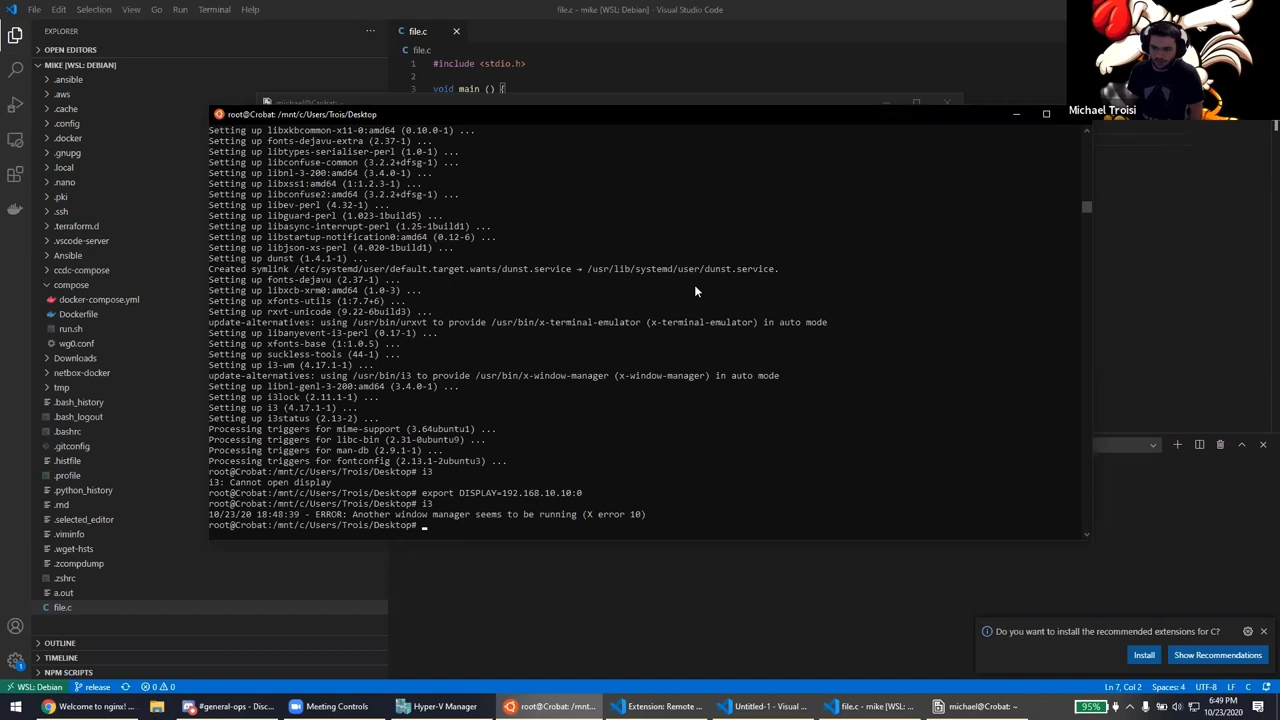 File Edit Selection View Go Run Terminal Help
file.c - mike [WSL: Debian] - Visual Studio Code
EXPLORER
OPEN EDITORS
MIKE [WSL: DEBIAN]
.ansible
.aws
.cache
.config
.docker
.gnupg
.local
.nano
.pki
.ssh
.terraform.d
.vscode-server
Ansible
ccdc-compose
compose
docker-compose.yml
Dockerfile
run.sh
wg0.conf
Downloads
netbox-docker
tmp
.bash_history
.bash_logout
.bashrc
.gitconfig
.histfile
.profile
.python_history
.rnd
.selected_editor
.viminfo
.wget-hsts
.zcompdump
.zshrc
a.out
file.c
OUTLINE
TIMELINE
NPM SCRIPTS
file.c
file.c
1 #include <stdio.h>
2
3 void main () {
Michael Troisi
root@Crobat: /mnt/c/Users/Trois/Desktop
Setting up libxkbcommon-x11-0:amd64 (0.10.0-1) ...
Setting up fonts-dejavu-extra (2.37-1) ...
Setting up libtypes-serialiser-perl (1.0-1) ...
Setting up libconfuse-common (3.2.2+dfsg-1) ...
Setting up libnl-3-200:amd64 (3.4.0-1) ...
Setting up libxss1:amd64 (1:1.2.3-1) ...
Setting up libconfuse2:amd64 (3.2.2+dfsg-1) ...
Setting up libev-perl (4.32-1) ...
Setting up libguard-perl (1.023-1build5) ...
Setting up libasync-interrupt-perl (1.25-1build1) ...
Setting up libstartup-notification0:amd64 (0.12-6) ...
Setting up libjson-xs-perl (4.020-1build1) ...
Setting up dunst (1.4.1-1) ...
Created symlink /etc/systemd/user/default.target.wants/dunst.service → /usr/lib/systemd/user/dunst.service.
Setting up fonts-dejavu (2.37-1) ...
Setting up libxcb-xrm0:amd64 (1.0-3) ...
Setting up xfonts-utils (1:7.7+6) ...
Setting up rxvt-unicode (9.22-6build3) ...
update-alternatives: using /usr/bin/urxvt to provide /usr/bin/x-terminal-emulator (x-terminal-emulator) in auto mode
Setting up libanyevent-i3-perl (0.17-1) ...
Setting up xfonts-base (1:1.0.5) ...
Setting up suckless-tools (44-1) ...
Setting up i3-wm (4.17.1-1) ...
update-alternatives: using /usr/bin/i3 to provide /usr/bin/x-window-manager (x-window-manager) in auto mode
Setting up libnl-genl-3-200:amd64 (3.4.0-1) ...
Setting up i3lock (2.11.1-1) ...
Setting up i3 (4.17.1-1) ...
Setting up i3status (2.13-2) ...
Processing triggers for mime-support (3.64ubuntu1) ...
Processing triggers for libc-bin (2.31-0ubuntu9) ...
Processing triggers for man-db (2.9.1-1) ...
Processing triggers for fontconfig (2.13.1-2ubuntu3) ...
root@Crobat:/mnt/c/Users/Trois/Desktop# i3
i3: Cannot open display
root@Crobat:/mnt/c/Users/Trois/Desktop# export DISPLAY=192.168.10.10:0
root@Crobat:/mnt/c/Users/Trois/Desktop# i3
10/23/20 18:48:39 - ERROR: Another window manager seems to be running (X error 10)
root@Crobat:/mnt/c/Users/Trois/Desktop#
Do you want to install the recommended extensions for C?
Install Show Recommendations
WSL: Debian release 0 0
Ln 7, Col 2 Spaces: 4 UTF-8 LF C
Welcome to nginx! #general-ops - Disc... Meeting Controls Hyper-V Manager root@Crobat: /mnt... Extension: Remote ... Untitled-1 - Visual ... file.c - mike [WSL: ... michael@Crobat: ~
95% 6:49 PM
10/23/2020